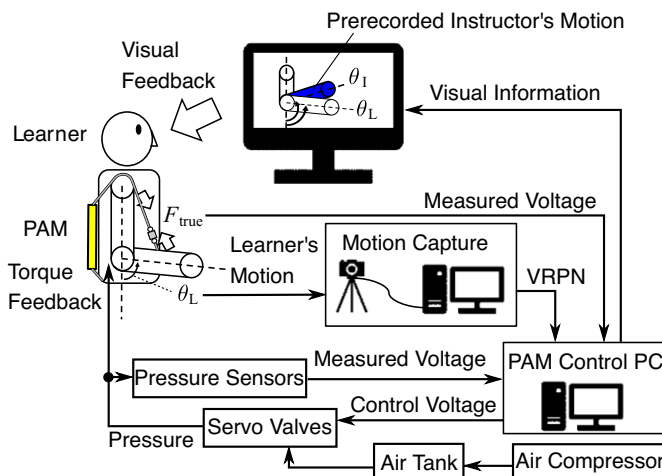 Prerecorded Instructor's Motion
Visual
Feedback
θI
θL
Visual Information
Learner
Measured Voltage
PAM
Ftrue
Learner's
Motion
Motion Capture
VRPN
Torque
Feedback
θL
Measured Voltage
PAM Control PC
Pressure Sensors
Control Voltage
Pressure
Servo Valves
Air Tank
Air Compressor